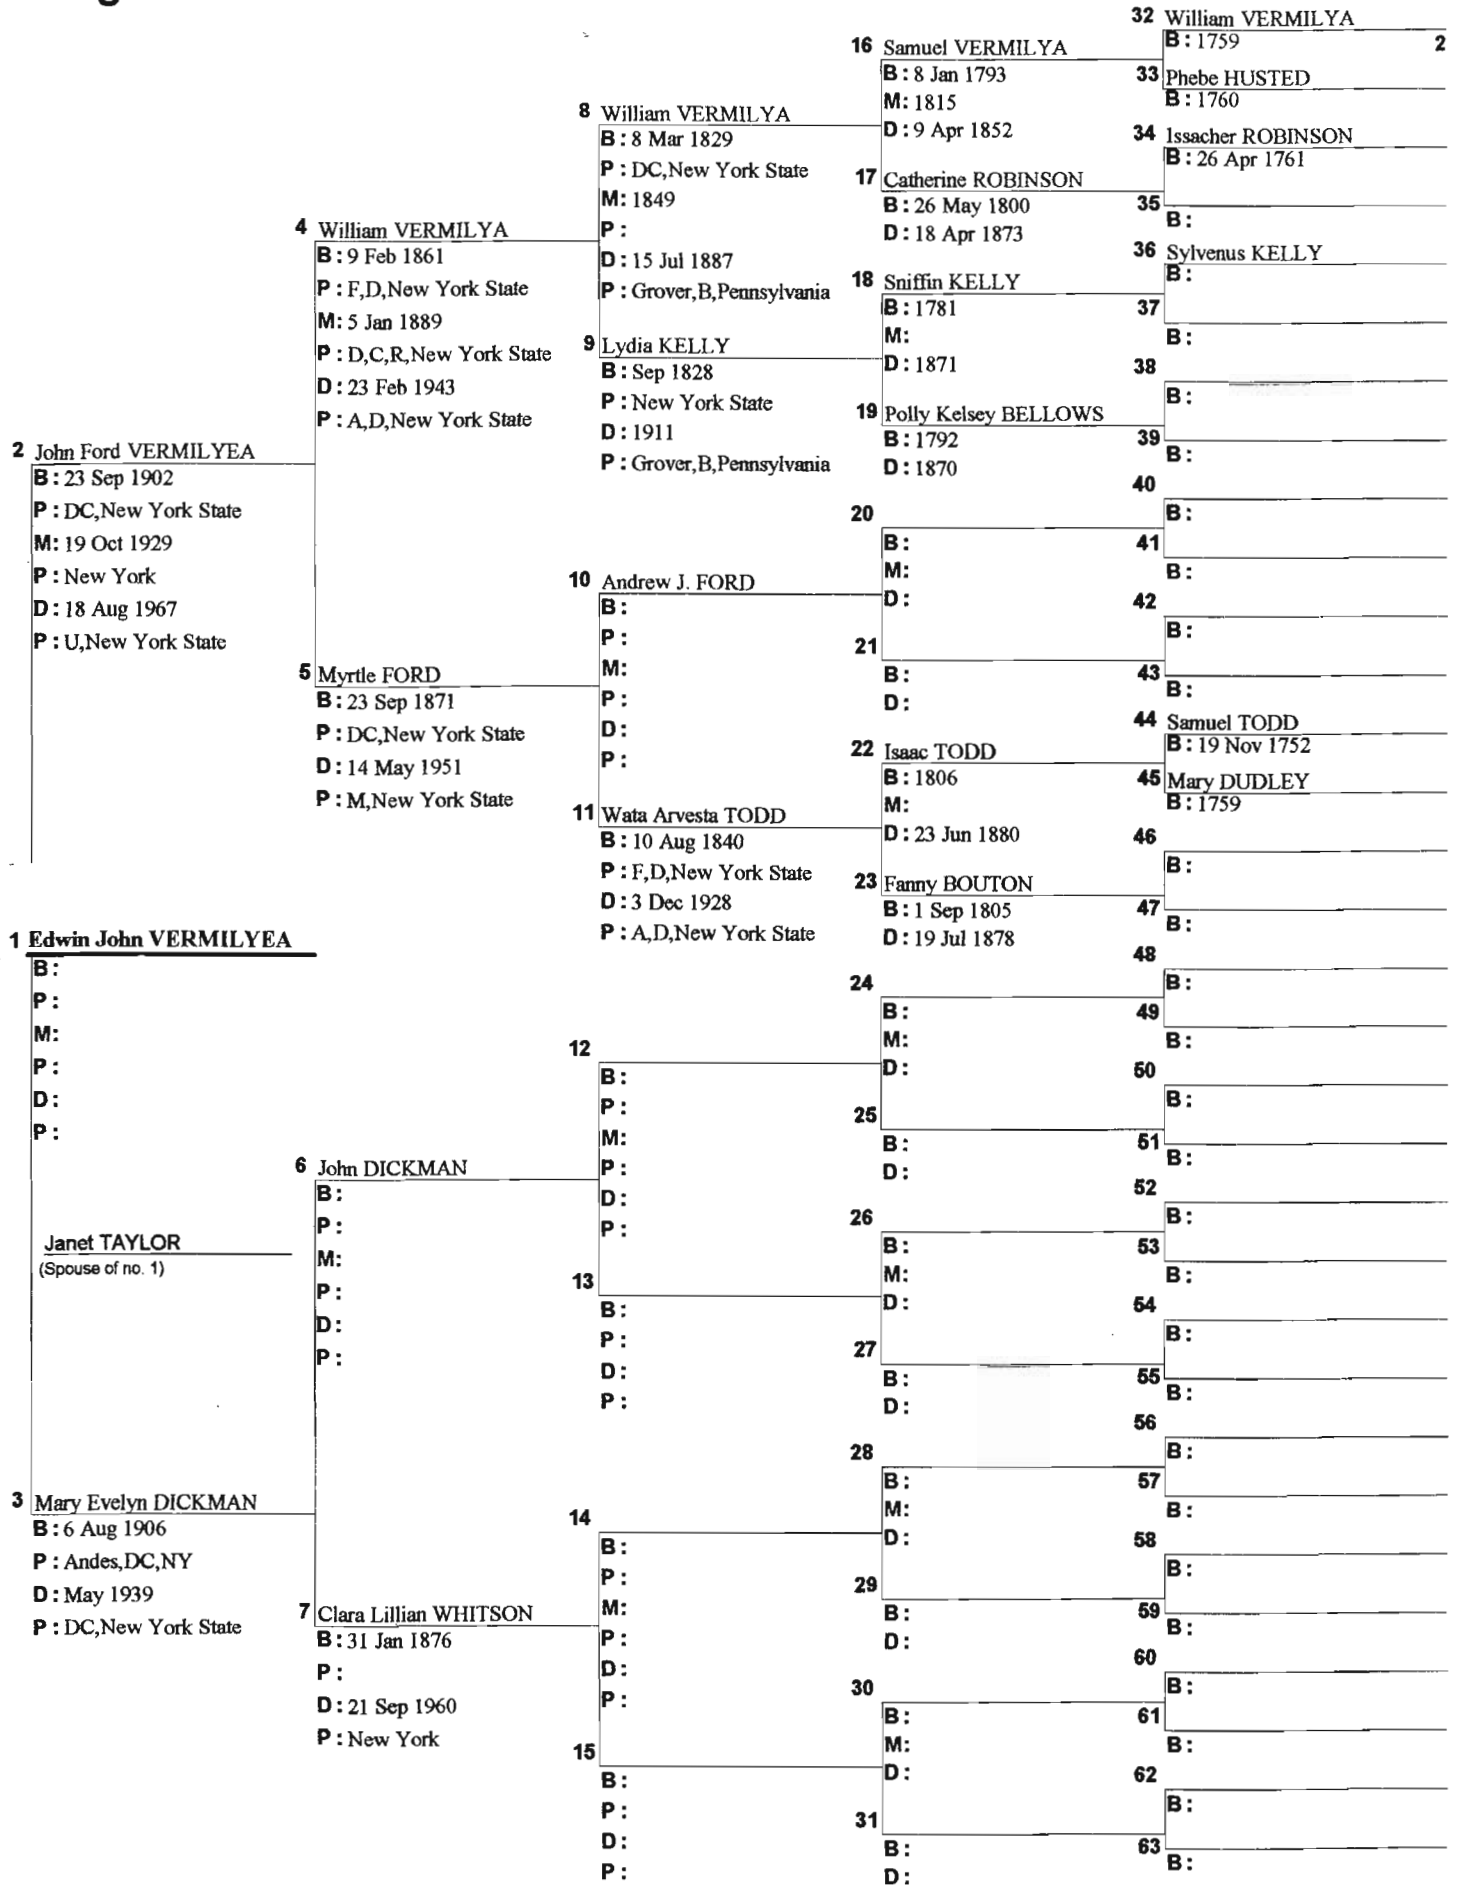 32 William VERMILYA
B: 1759 2
33 Phebe HUSTED
B: 1760
16 Samuel VERMILYA
B: 8 Jan 1793
M: 1815
D: 9 Apr 1852
8 William VERMILYA
B: 8 Mar 1829
P: DC,New York State
M: 1849
P:
D: 15 Jul 1887
P: Grover,B,Pennsylvania
34 Issacher ROBINSON
B: 26 Apr 1761
17 Catherine ROBINSON
B: 26 May 1800
D: 18 Apr 1873
35
B:
4 William VERMILYA
B: 9 Feb 1861
P: F,D,New York State
M: 5 Jan 1889
P: D,C,R,New York State
D: 23 Feb 1943
P: A,D,New York State
36 Sylvenus KELLY
B:
18 Sniffin KELLY
B: 1781
M:
D: 1871
37
B:
9 Lydia KELLY
B: Sep 1828
P: New York State
D: 1911
P: Grover,B,Pennsylvania
38
B:
19 Polly Kelsey BELLOWS
B: 1792
D: 1870
39
B:
2 John Ford VERMILYEA
B: 23 Sep 1902
P: DC,New York State
M: 19 Oct 1929
P: New York
D: 18 Aug 1967
P: U,New York State
40
B:
20
B:
M:
D:
41
B:
10 Andrew J. FORD
B:
P:
M:
P:
D:
P:
42
B:
21
B:
D:
43
B:
5 Myrtle FORD
B: 23 Sep 1871
P: DC,New York State
D: 14 May 1951
P: M,New York State
44 Samuel TODD
B: 19 Nov 1752
22 Isaac TODD
B: 1806
M:
D: 23 Jun 1880
45 Mary DUDLEY
B: 1759
11 Wata Arvesta TODD
B: 10 Aug 1840
P: F,D,New York State
D: 3 Dec 1928
P: A,D,New York State
46
B:
23 Fanny BOUTON
B: 1 Sep 1805
D: 19 Jul 1878
47
B:
1 Edwin John VERMILYEA
B:
P:
M:
P:
D:
P:
48
B:
24
B:
M:
D:
49
B:
12
B:
P:
M:
P:
D:
P:
50
B:
25
B:
D:
51
B:
6 John DICKMAN
B:
P:
M:
P:
D:
P:
52
B:
26
B:
M:
D:
53
B:
Janet TAYLOR
(Spouse of no. 1)
13
B:
P:
D:
P:
54
B:
27
B:
D:
55
B:
56
B:
28
B:
M:
D:
57
B:
3 Mary Evelyn DICKMAN
B: 6 Aug 1906
P: Andes,DC,NY
D: May 1939
P: DC,New York State
14
B:
P:
M:
P:
D:
P:
58
B:
29
B:
D:
59
B:
7 Clara Lillian WHITSON
B: 31 Jan 1876
P:
D: 21 Sep 1960
P: New York
60
B:
30
B:
M:
D:
61
B:
15
B:
P:
D:
P:
62
B:
31
B:
D:
63
B: